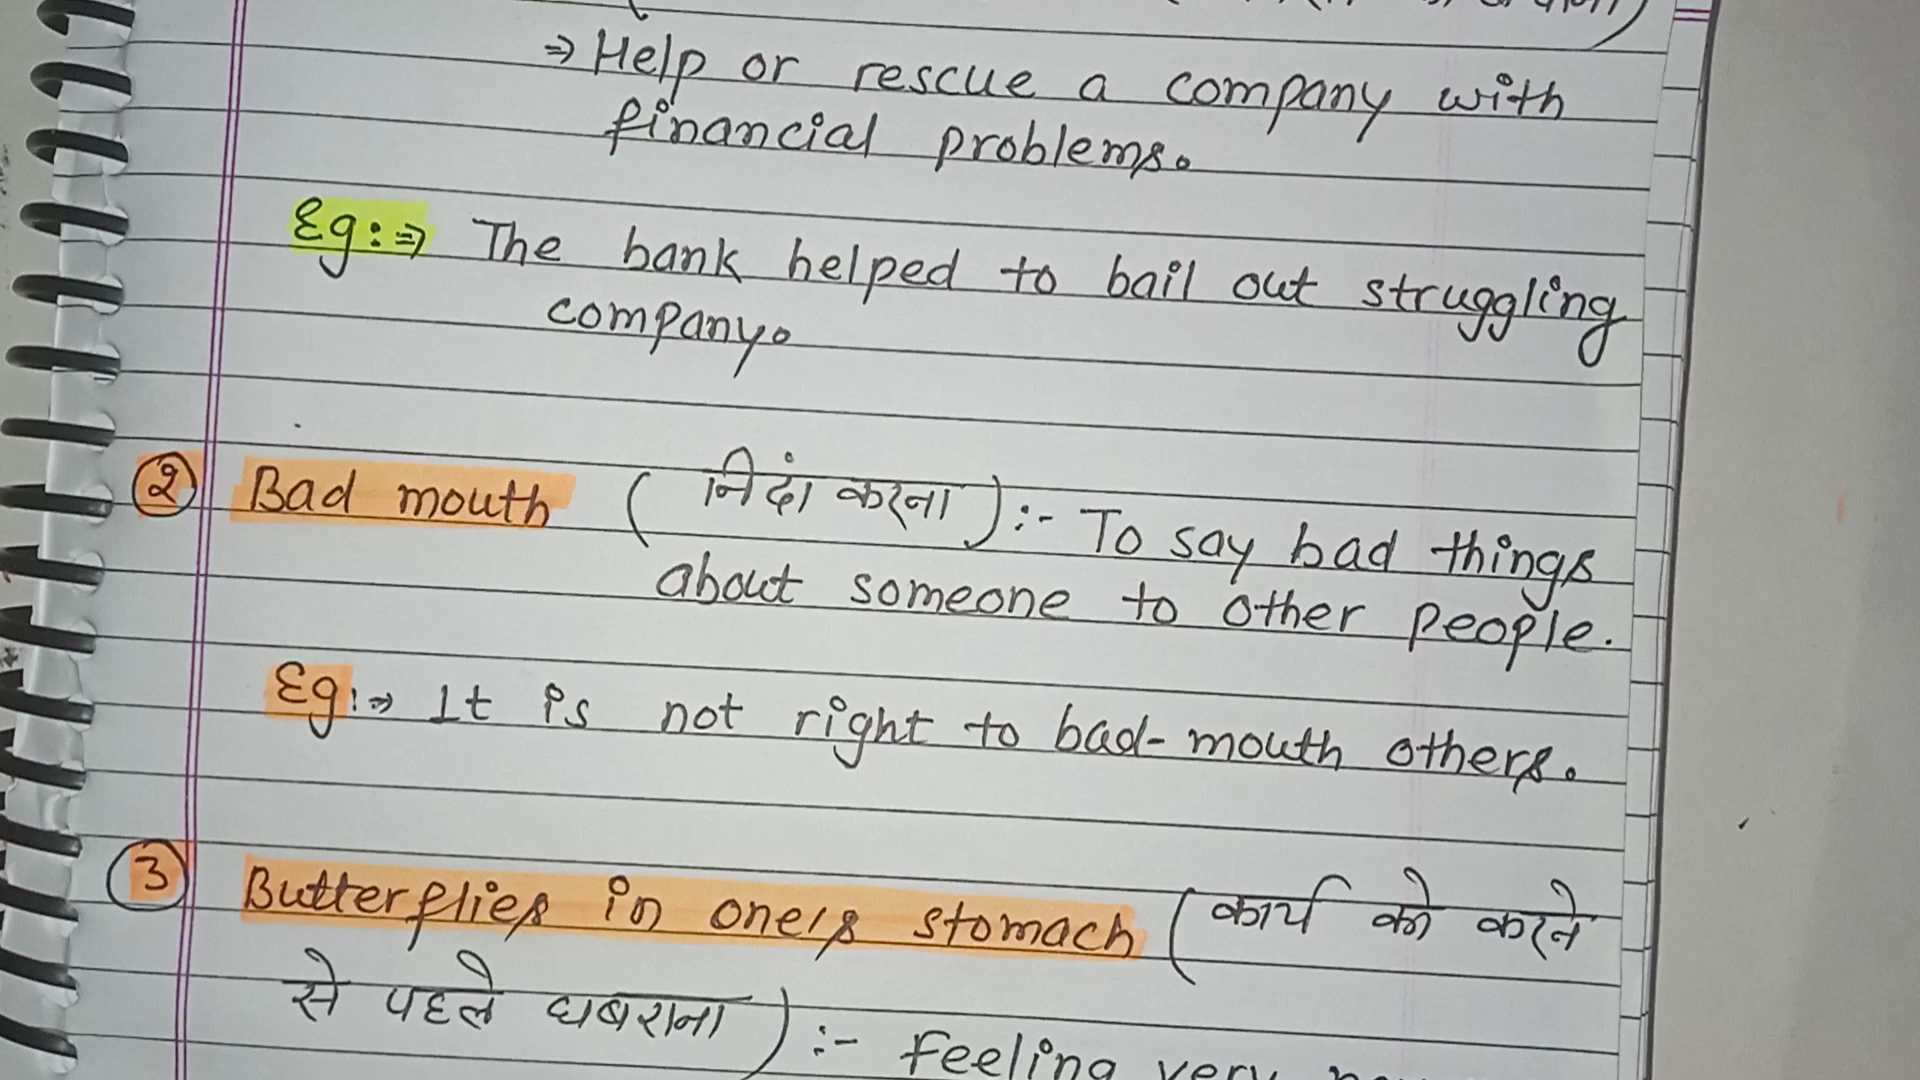 ⇒ Help or rescue a company with
financial problems.
Eg:⇒ The bank helped to bail out struggling
company.
② Bad mouth ( निदां करना ) :- To say bad things
about someone to other people.
Eg:⇒ It is not right to bad-mouth others.
③ Butterflies in one's stomach ( कार्य को करने
से पहले घबराना ) :- Feeling very